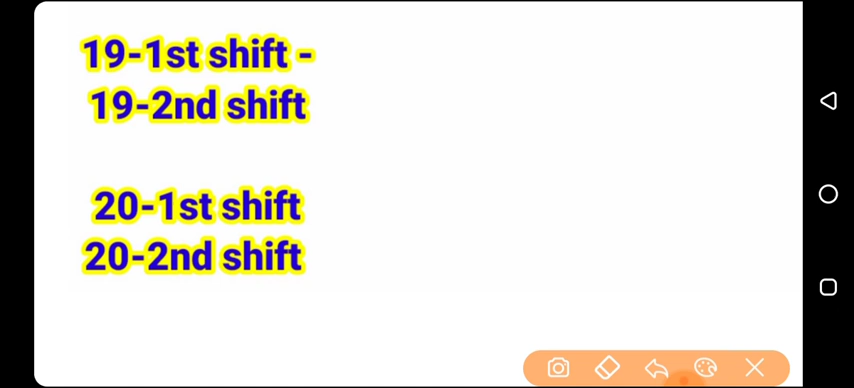 19-1st shift -
19-2nd shift
20-1st shift
20-2nd shift